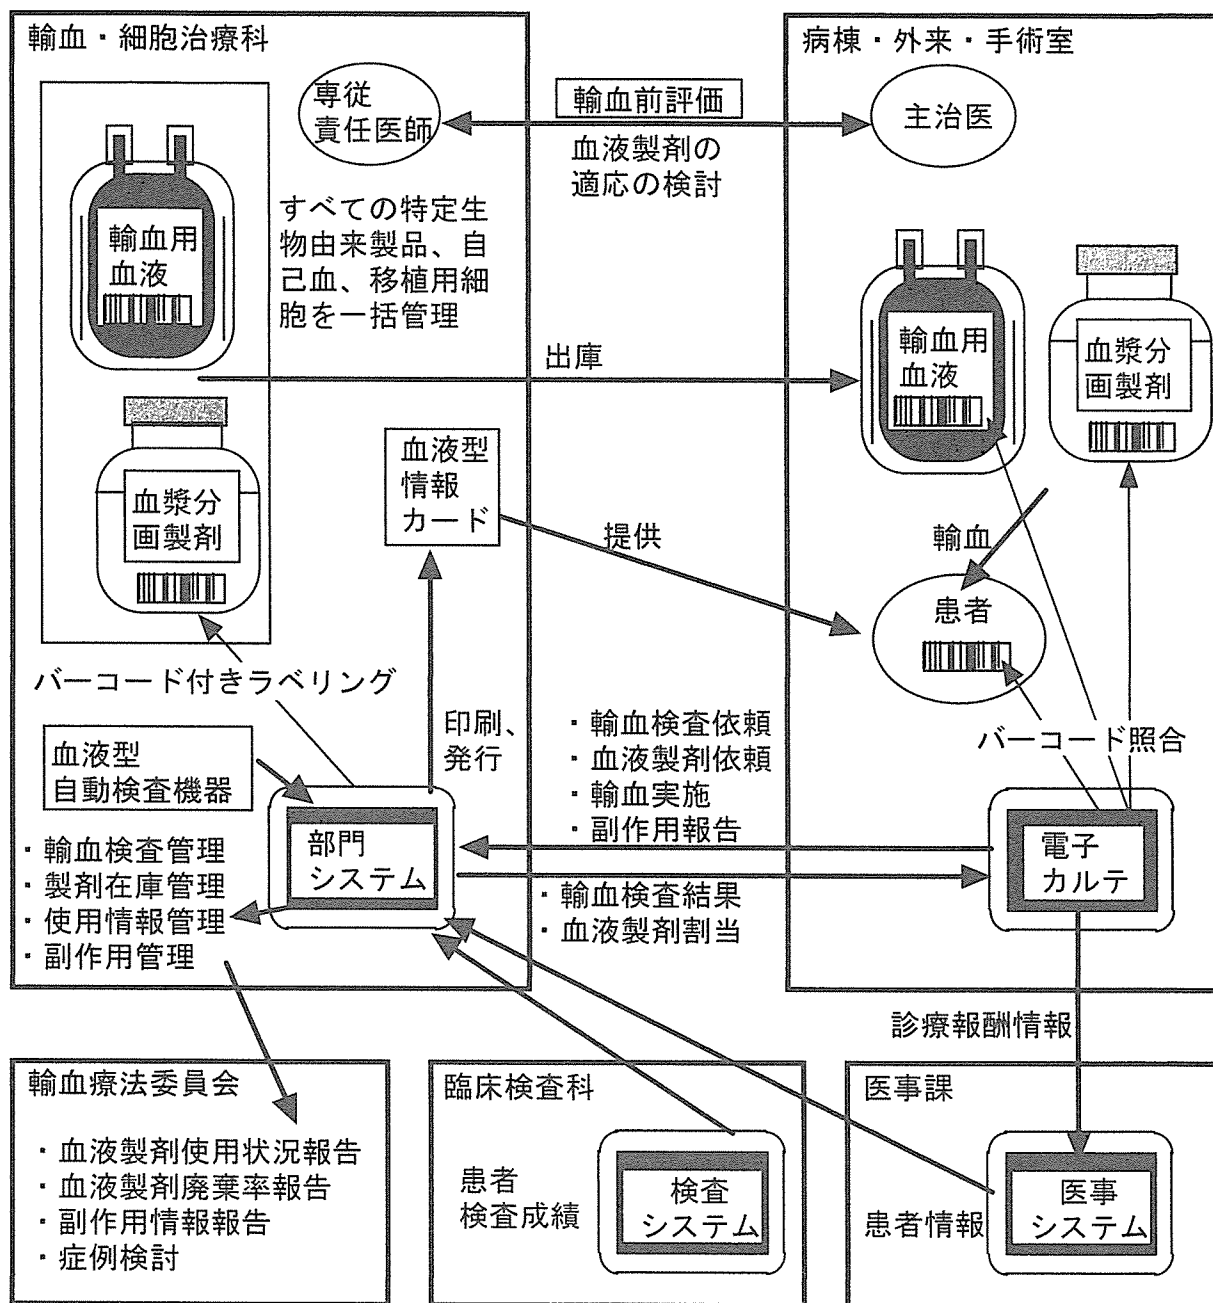 輸血・細胞治療科
専従
責任医師
輸血用
血液
すべての特定生
物由来製品、自
己血、移植用細
胞を一括管理
血漿分
画製剤
血液型
情報
カード
バーコード付きラベリング
血液型
自動検査機器
印刷、
発行
部門
システム
・輸血検査管理
・製剤在庫管理
・使用情報管理
・副作用管理
輸血前評価
血液製剤の
適応の検討
出庫
提供
・輸血検査依頼
・血液製剤依頼
・輸血実施
・副作用報告
・輸血検査結果
・血液製剤割当
病棟・外来・手術室
主治医
輸血用
血液
血漿分
画製剤
輸血
患者
バーコード照合
電子
カルテ
診療報酬情報
輸血療法委員会
・血液製剤使用状況報告
・血液製剤廃棄率報告
・副作用情報報告
・症例検討
臨床検査科
患者
検査成績
検査
システム
医事課
患者情報
医事
システム